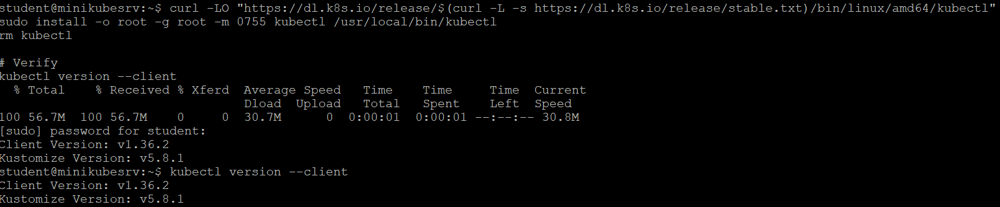 student@minikubesrv:~$ curl -LO "https://dl.k8s.io/release/$(curl -L -s https://dl.k8s.io/release/stable.txt)/bin/linux/amd64/kubectl"
sudo install -o root -g root -m 0755 kubectl /usr/local/bin/kubectl
rm kubectl
# Verify
kubectl version --client
  % Total    % Received % Xferd  Average Speed   Time    Time     Time  Current
                                 Dload  Upload   Total   Spent    Left  Speed
100 56.7M  100 56.7M    0     0  30.7M      0  0:00:01  0:00:01 --:--:-- 30.8M
[sudo] password for student:
Client Version: v1.36.2
Kustomize Version: v5.8.1
student@minikubesrv:~$ kubectl version --client
Client Version: v1.36.2
Kustomize Version: v5.8.1